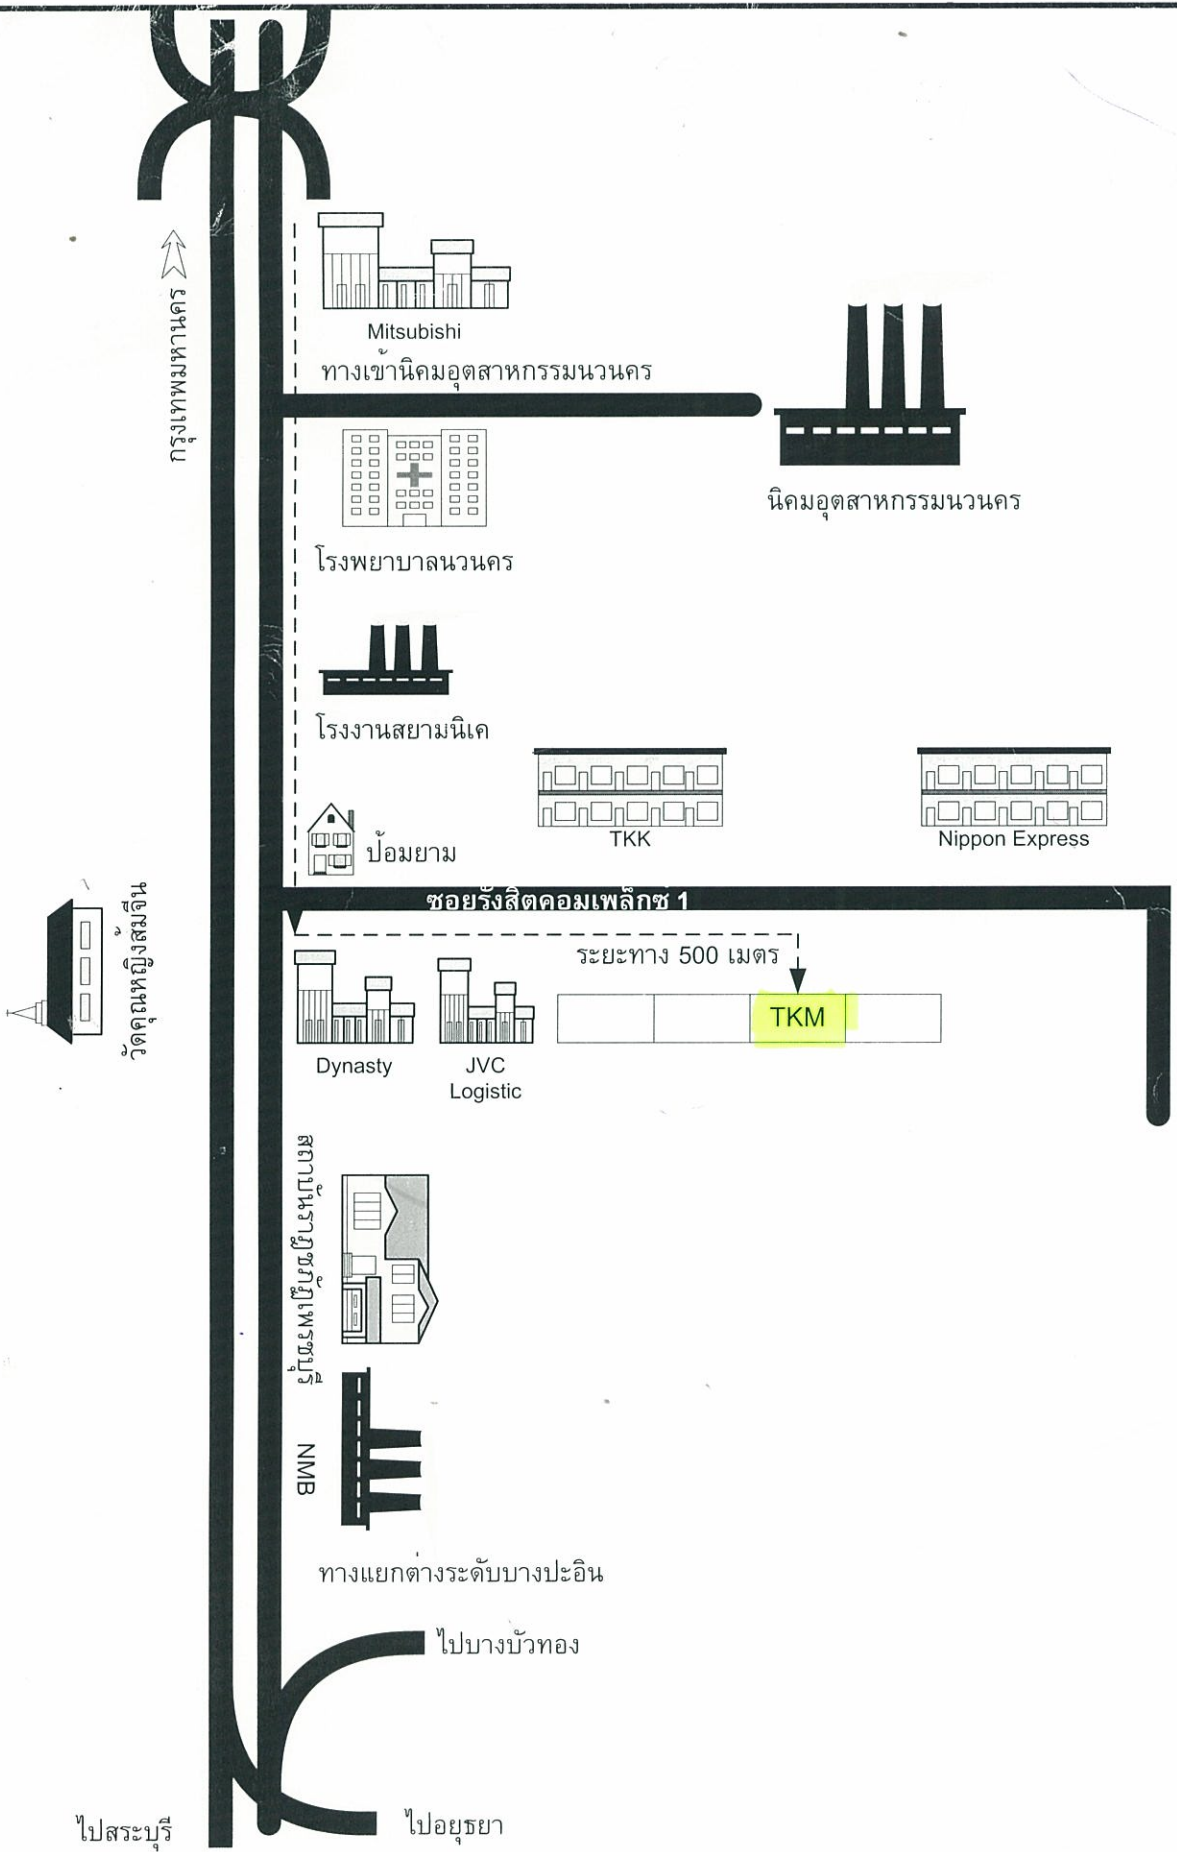 Mitsubishi
ทางเข้านิคมอุตสาหกรรมนวนคร
กรุงเทพมหานคร
นิคมอุตสาหกรรมนวนคร
โรงพยาบาลนวนคร
โรงงานสยามนิเค
TKK
Nippon Express
ป้อมยาม
ซอยรังสิตคอมเพล็กซ์ 1
วัดคุณหญิงส้มจีน
ระยะทาง 500 เมตร
TKM
Dynasty
JVC
Logistic
สถาบันราภัฏเพชรบุรี
NMB
ทางแยกต่างระดับบางปะอิน
ไปบางบัวทอง
ไปสระบุรี
ไปอยุธยา